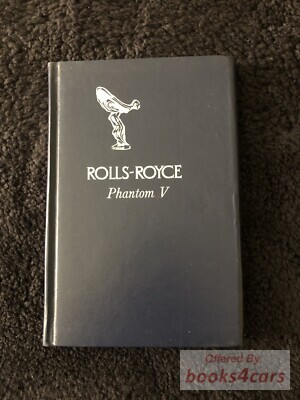 ROLLS-ROYCE
Phantom V
Offered By:
books4cars